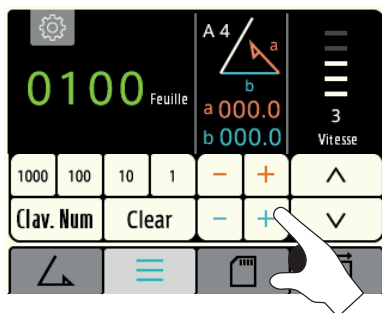 A 4
a
b
0100 Feuille
a 000.0
b 000.0
3
Vitesse
1000 100 10 1 − +
Clav. Num Clear − +